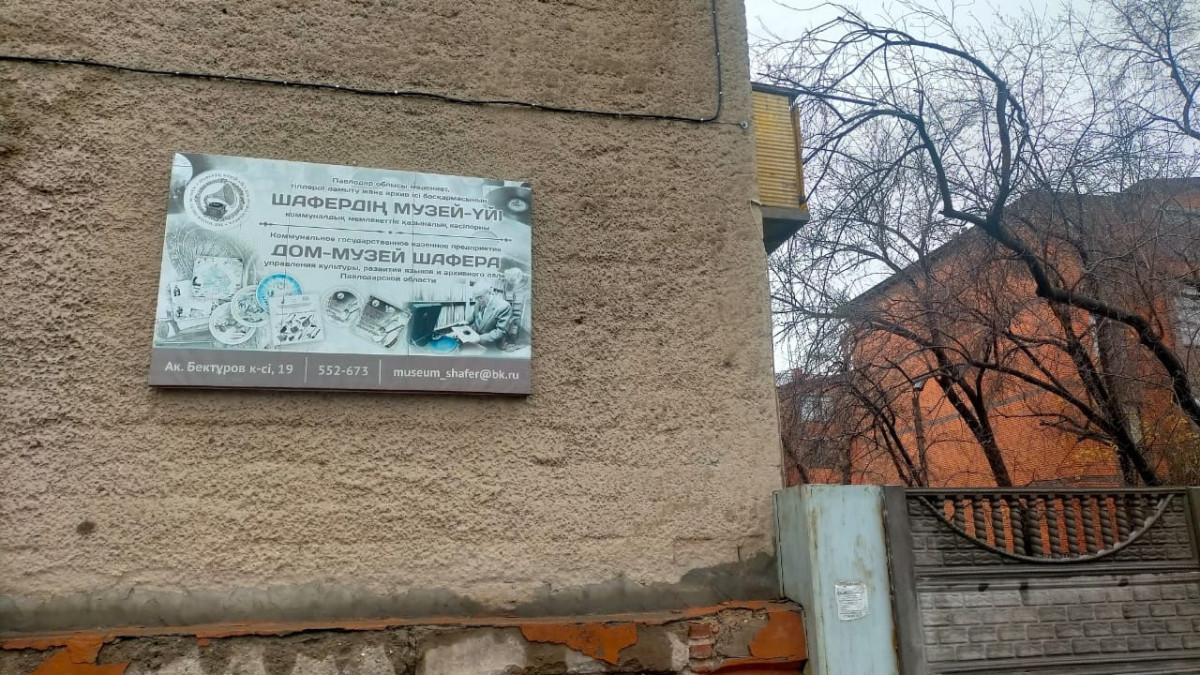 Павлодар облысы мәдениет,
тілдерді дамыту және архив ісі басқармасының
ШАФЕРДІҢ МУЗЕЙ-ҮЙІ
коммуналдық мемлекеттік қазыналық кәсіпорны
Коммунальное государственное казенное предприятие
ДОМ-МУЗЕЙ ШАФЕРА
управления культуры, развития языков и архивного дела
Павлодарской области
Ак. Бектұров к-сі, 19 | 552-673 | museum_shafer@bk.ru